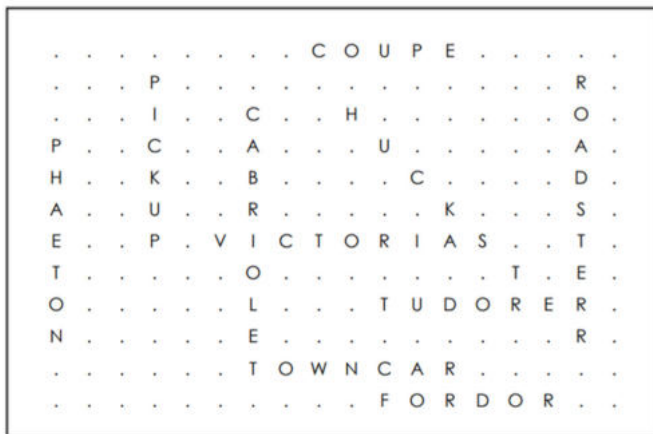 . . . . . . . . C O U P E . . . . .
. . . P . . . . . . . . . . . . R .
. . . I . . C . . H . . . . . . O .
P . . C . . A . . . U . . . . . A .
H . . K . . B . . . . C . . . . D .
A . . U . . R . . . . . K . . . S .
E . . P . V I C T O R I A S . . T .
T . . . . . O . . . . . . . T . E .
O . . . . . L . . . T U D O R E R .
N . . . . . E . . . . . . . . . R .
. . . . . . T O W N C A R . . . . .
. . . . . . . . . . F O R D O R . .